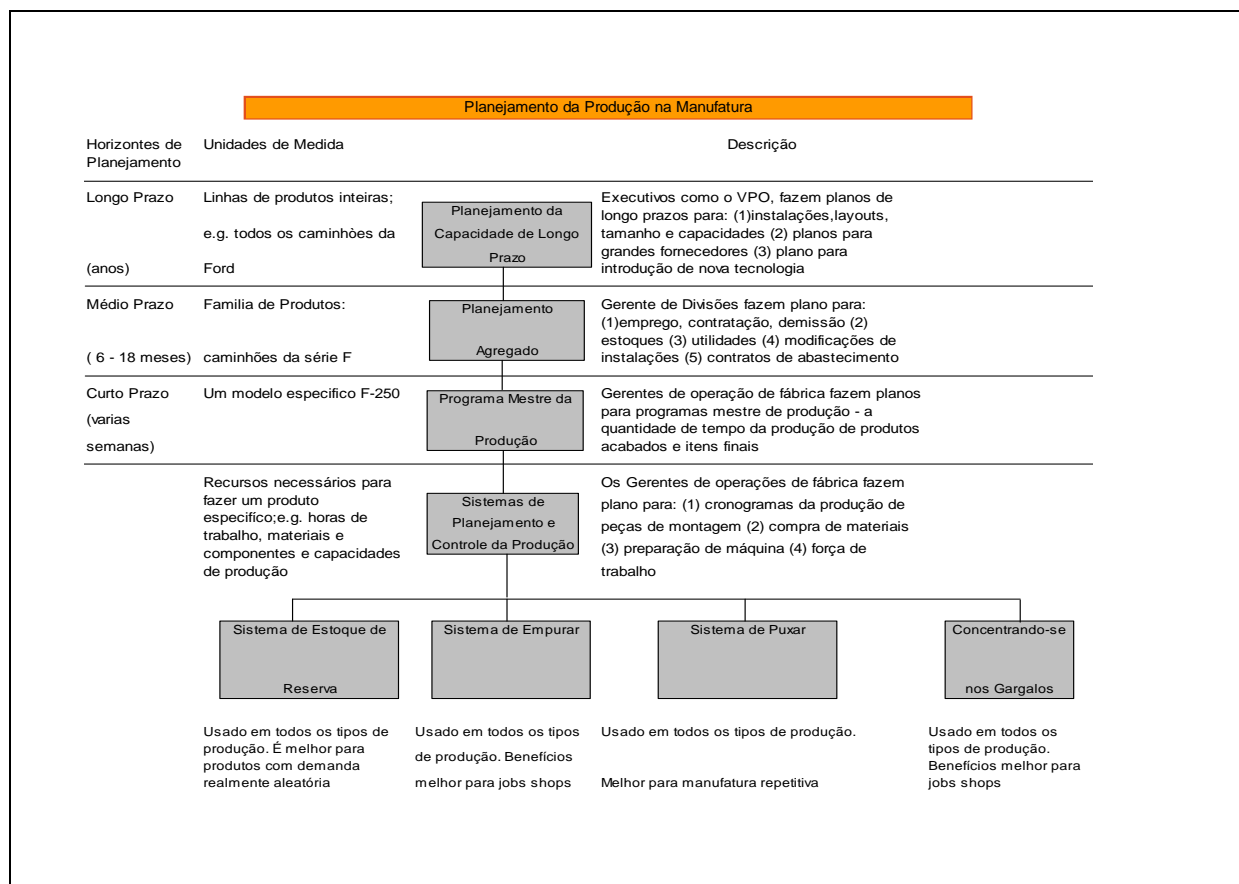 Planejamento da Produção na Manufatura
Horizontes de
Planejamento
Unidades de Medida
Descrição
Longo Prazo
(anos)
Linhas de produtos inteiras;
e.g. todos os caminhòes da
Ford
Planejamento da
Capacidade de Longo
Prazo
Executivos como o VPO, fazem planos de
longo prazos para: (1)instalações,layouts,
tamanho e capacidades (2) planos para
grandes fornecedores (3) plano para
introdução de nova tecnologia
Médio Prazo
( 6 - 18 meses)
Familia de Produtos:
caminhões da série F
Planejamento
Agregado
Gerente de Divisões fazem plano para:
(1)emprego, contratação, demissão (2)
estoques (3) utilidades (4) modificações de
instalações (5) contratos de abastecimento
Curto Prazo
(varias
semanas)
Um modelo especifico F-250
Programa Mestre da
Produção
Gerentes de operação de fábrica fazem planos
para programas mestre de produção - a
quantidade de tempo da produção de produtos
acabados e itens finais
Recursos necessários para
fazer um produto
especifíco;e.g. horas de
trabalho, materiais e
componentes e capacidades
de produção
Sistemas de
Planejamento e
Controle da Produção
Os Gerentes de operações de fábrica fazem
plano para: (1) cronogramas da produção de
peças de montagem (2) compra de materiais
(3) preparação de máquina (4) força de
trabalho
Sistema de Estoque de
Reserva
Sistema de Empurar
Sistema de Puxar
Concentrando-se
nos Gargalos
Usado em todos os tipos de
produção. É melhor para
produtos com demanda
realmente aleatória
Usado em todos os tipos
de produção. Benefícios
melhor para jobs shops
Usado em todos os tipos de produção.
Melhor para manufatura repetitiva
Usado em todos os
tipos de produção.
Benefícios melhor para
jobs shops